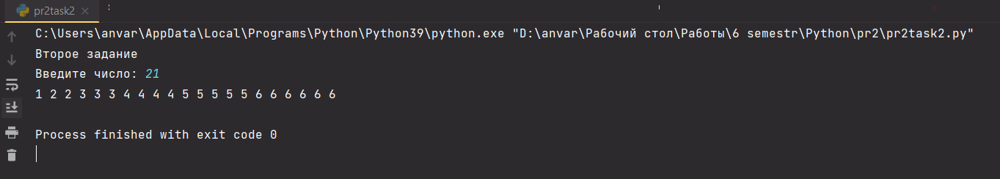 pr2task2
C:\Users\anvar\AppData\Local\Programs\Python\Python39\python.exe "D:\anvar\Рабочий стол\Работы\6 semestr\Python\pr2\pr2task2.py"
Второе задание
Введите число: 21
1 2 2 3 3 3 4 4 4 4 5 5 5 5 5 6 6 6 6 6 6
Process finished with exit code 0